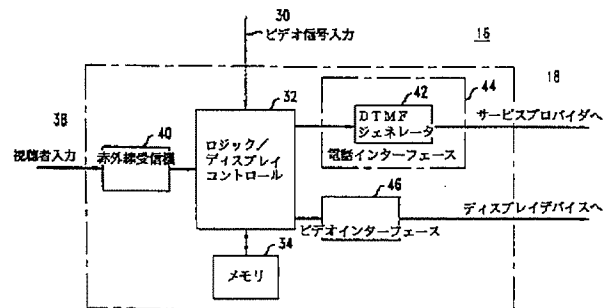 30
ビデオ信号入力
16
18
38
視聴者入力
40
赤外線受信機
32
ロジック/
ディスプレイ
コントロール
34
メモリ
44
42
DTMF
ジェネレータ
電話インターフェース
サービスプロバイダへ
46
ビデオインターフェース
ディスプレイデバイスへ